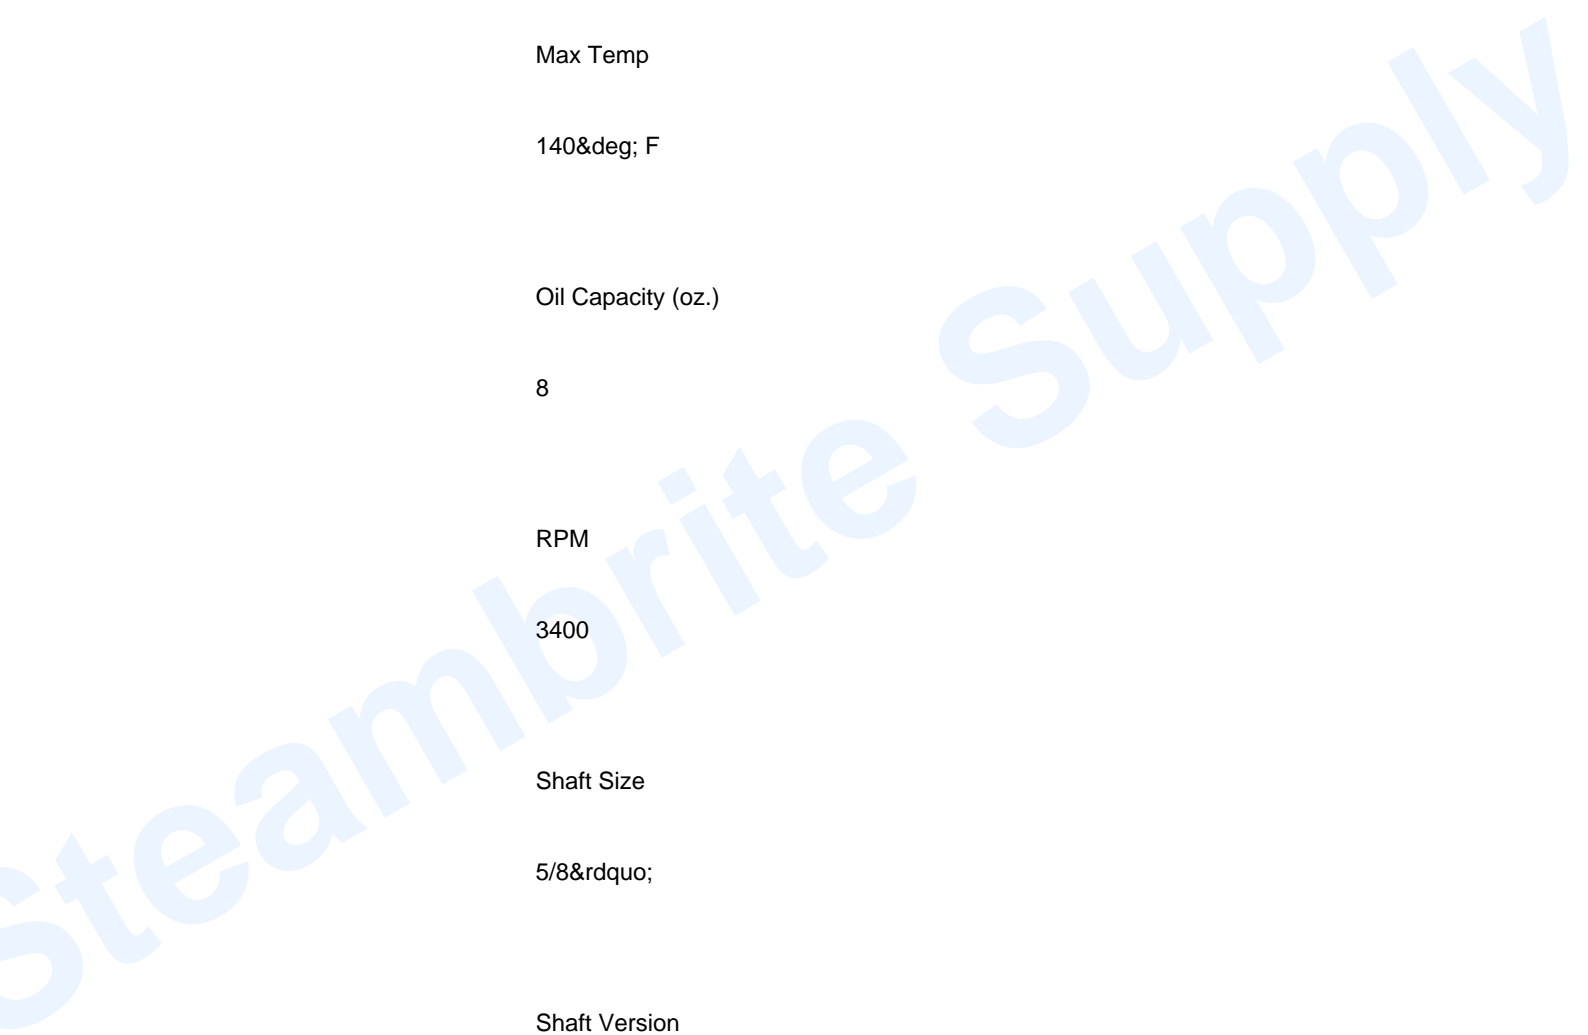 Max Temp
140&deg; F
Oil Capacity (oz.)
8
RPM
3400
Shaft Size
5/8&rdquo;
Shaft Version
Steambrite Supply